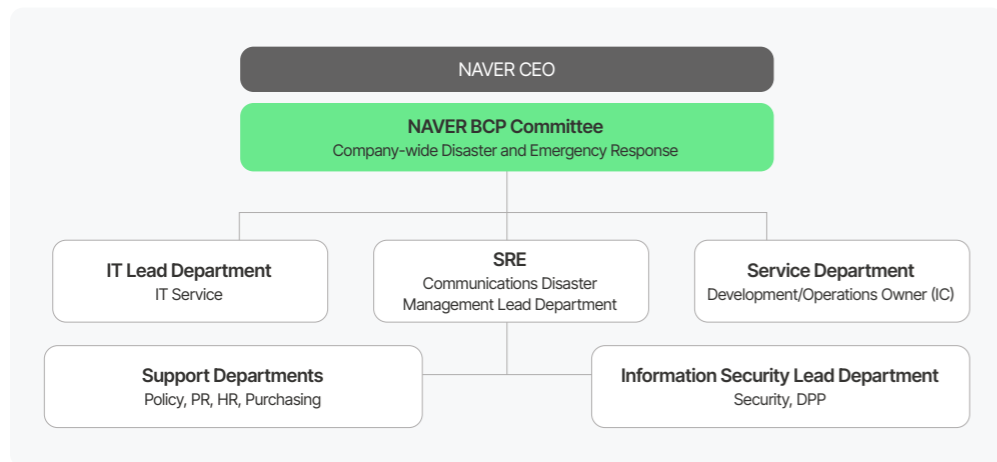 NAVER CEO
NAVER BCP Committee
Company-wide Disaster and Emergency Response
IT Lead Department
IT Service
SRE
Communications Disaster
Management Lead Department
Service Department
Development/Operations Owner (IC)
Support Departments
Policy, PR, HR, Purchasing
Information Security Lead Department
Security, DPP